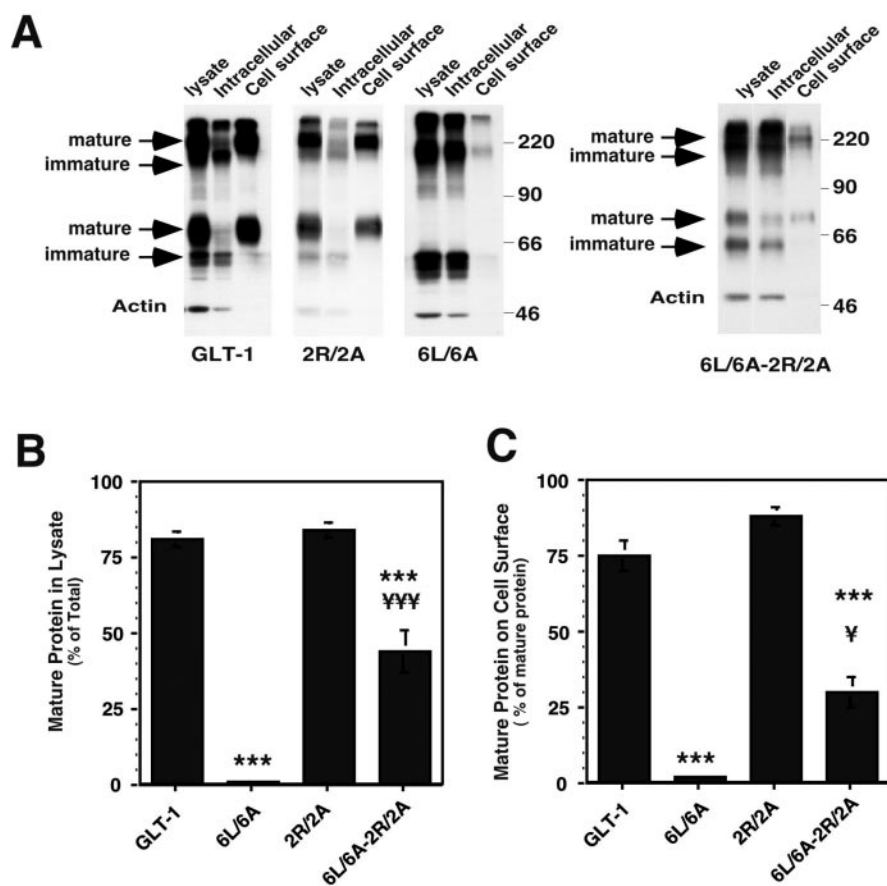 A
lysate Intracellular Cell surface lysate Intracellular Cell surface lysate Intracellular Cell surface lysate Intracellular Cell surface
mature 220 mature 220
immature immature
90 90
mature mature
66 66
immature immature
Actin 46 Actin 46
GLT-1 2R/2A 6L/6A 6L/6A-2R/2A
B
Mature Protein in Lysate
(% of Total)
100
75
50
25
0
***
***
¥¥¥
GLT-1 6L/6A 2R/2A 6L/6A-2R/2A
C
Mature Protein on Cell Surface
( % of mature protein)
100
75
50
25
0
***
***
¥
GLT-1 6L/6A 2R/2A 6L/6A-2R/2A